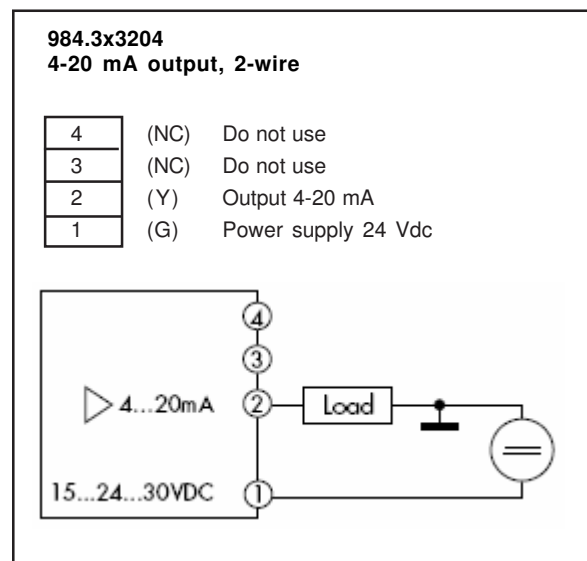 984.3x3204
4-20 mA output, 2-wire
4 (NC) Do not use
3 (NC) Do not use
2 (Y) Output 4-20 mA
1 (G) Power supply 24 Vdc
4
3
4...20mA 2 Load
15...24...30VDC 1